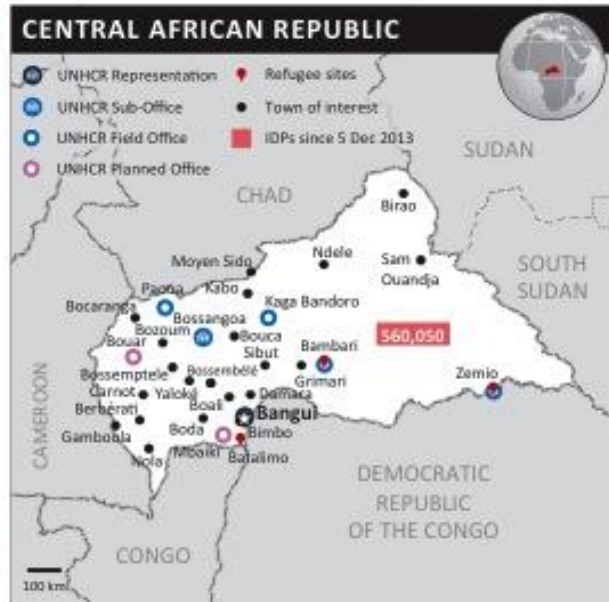 CENTRAL AFRICAN REPUBLIC
UNHCR Representation
Refugee sites
UNHCR Sub-Office
Town of interest
UNHCR Field Office
IDPs since 5 Dec 2013
UNHCR Planned Office
SUDAN
CHAD
Birao
Moyen Sido
Ndele
Sam
Ouandja
SOUTH
SUDAN
Paoua
Kabo
Kaga Bandoro
Bocaranga
Bossangoa
Bozoum
Bouca
560,050
Bouar
Sibut
Bambari
Bossemptele
Bossembélé
Grimari
Zemio
Carnot
Yaloké
Damara
CAMEROON
Berbérati
Boali
Bangui
Gamboula
Boda
Bimbo
Nola
Mbaiki
Batalimo
DEMOCRATIC
REPUBLIC
OF THE CONGO
CONGO
100 km